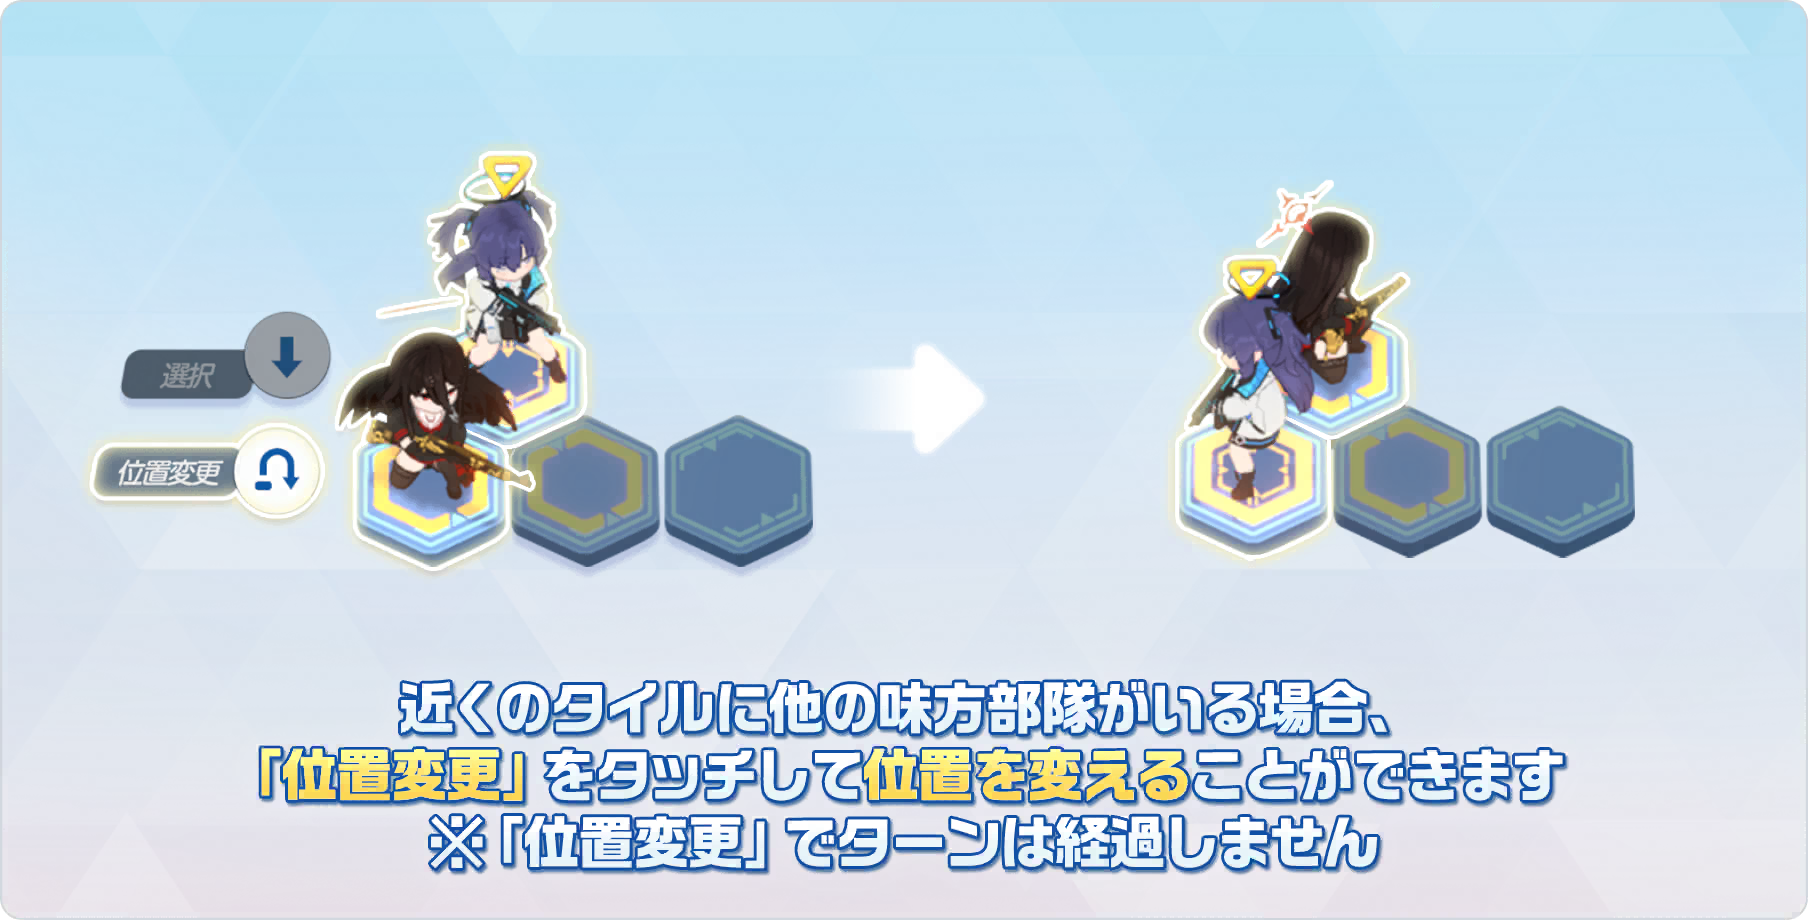 選択
位置変更
近くのタイルに他の味方部隊がいる場合、
「位置変更」をタッチして位置を変えることができます
※「位置変更」でターンは経過しません